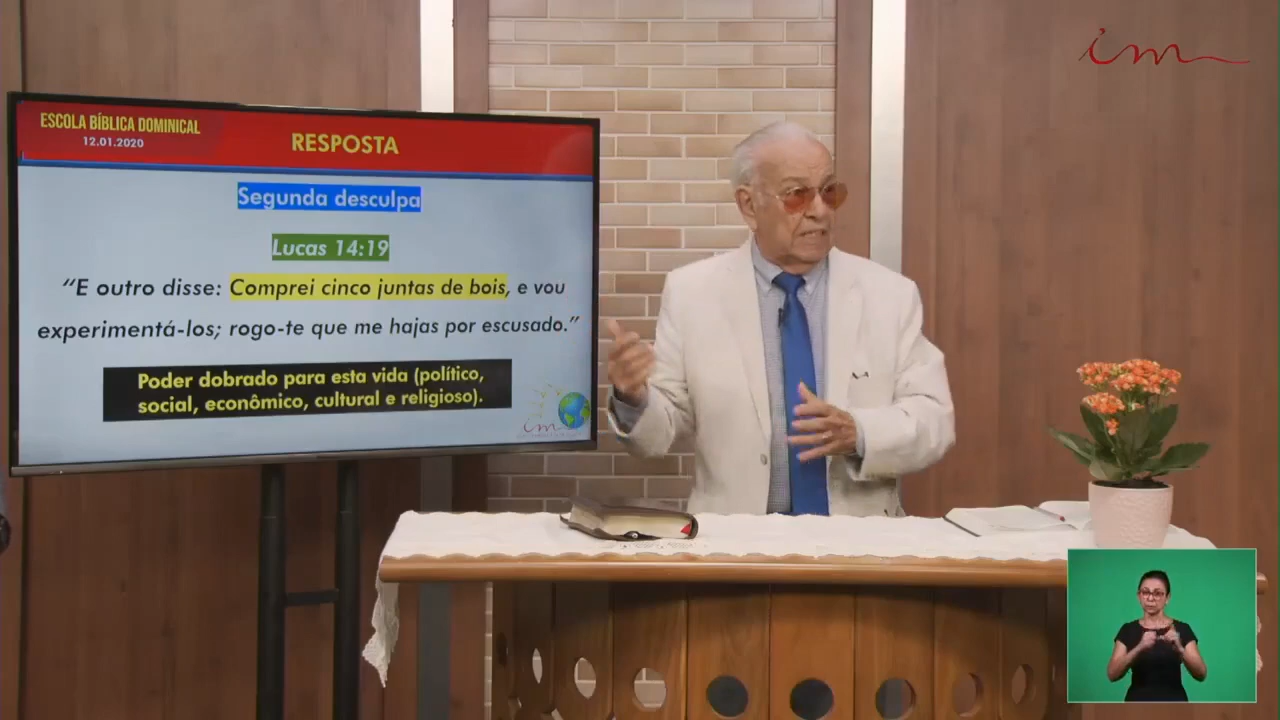 im
ESCOLA BÍBLICA DOMINICAL
12.01.2020
RESPOSTA
Segunda desculpa
Lucas 14:19
“E outro disse: Comprei cinco juntas de bois, e vou
experimentá-los; rogo-te que me hajas por escusado.”
Poder dobrado para esta vida (político,
social, econômico, cultural e religioso).
im